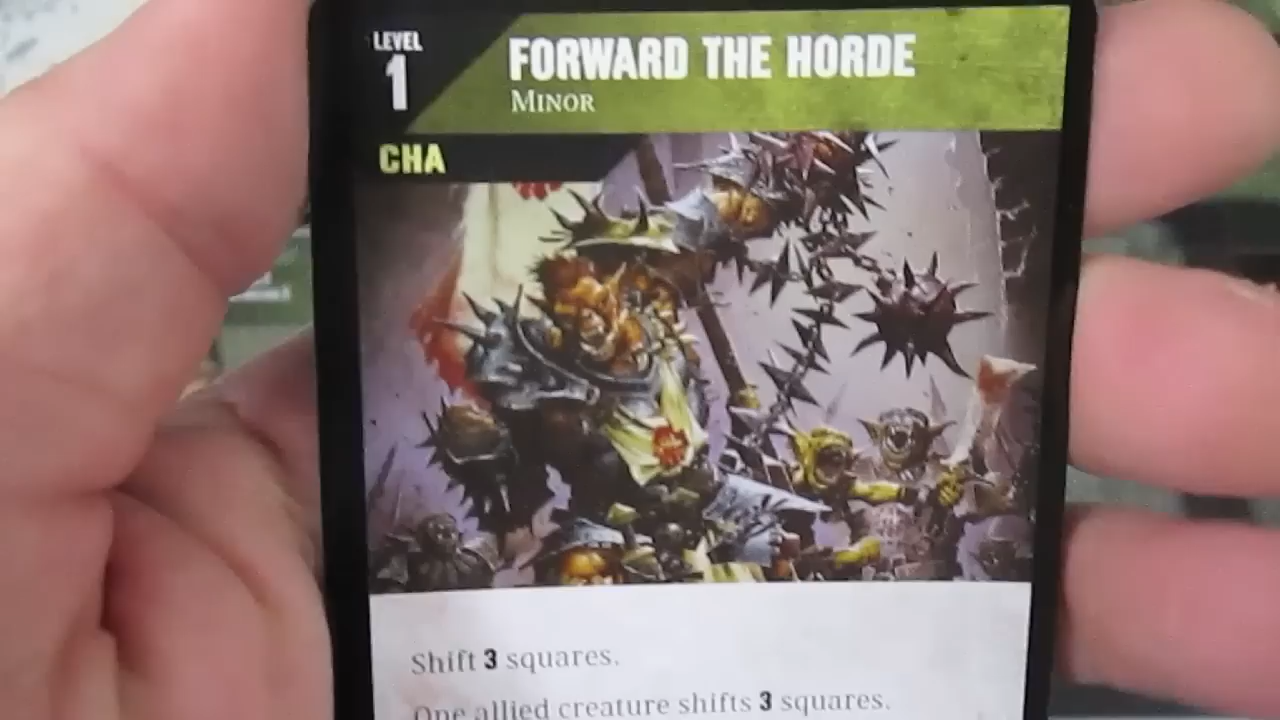 LEVEL
1
FORWARD THE HORDE
MINOR
CHA
Shift 3 squares.
One allied creature shifts 3 squares.